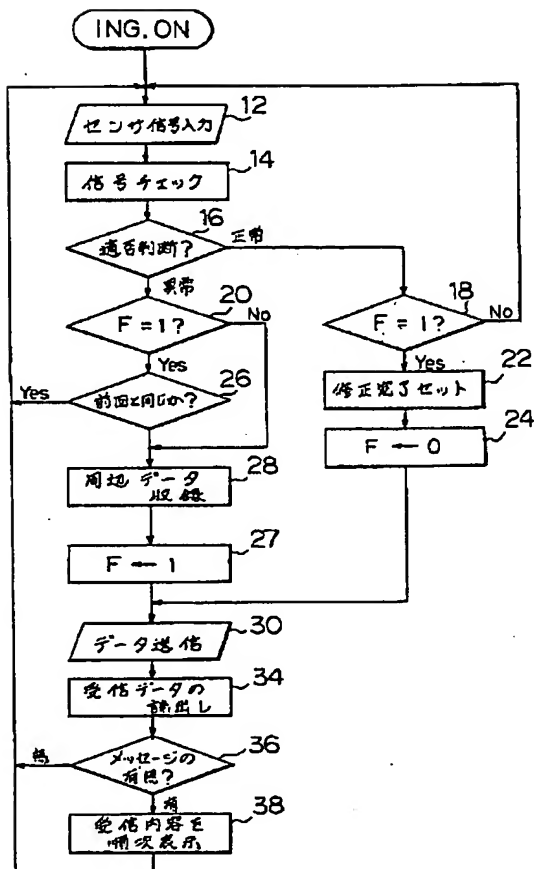 ING.ON
12
センサ信号入力
14
信号チェック
16
適否判断?
正常
異常
20
F=1?
No
Yes
18
F=1?
No
Yes
26
前回と同じか?
Yes
22
修正完了セット
24
F←0
28
周辺データ
収録
27
F←1
30
データ送信
34
受信データの
読出し
36
メッセージの
有無?
無
有
38
受信内容を
順次表示